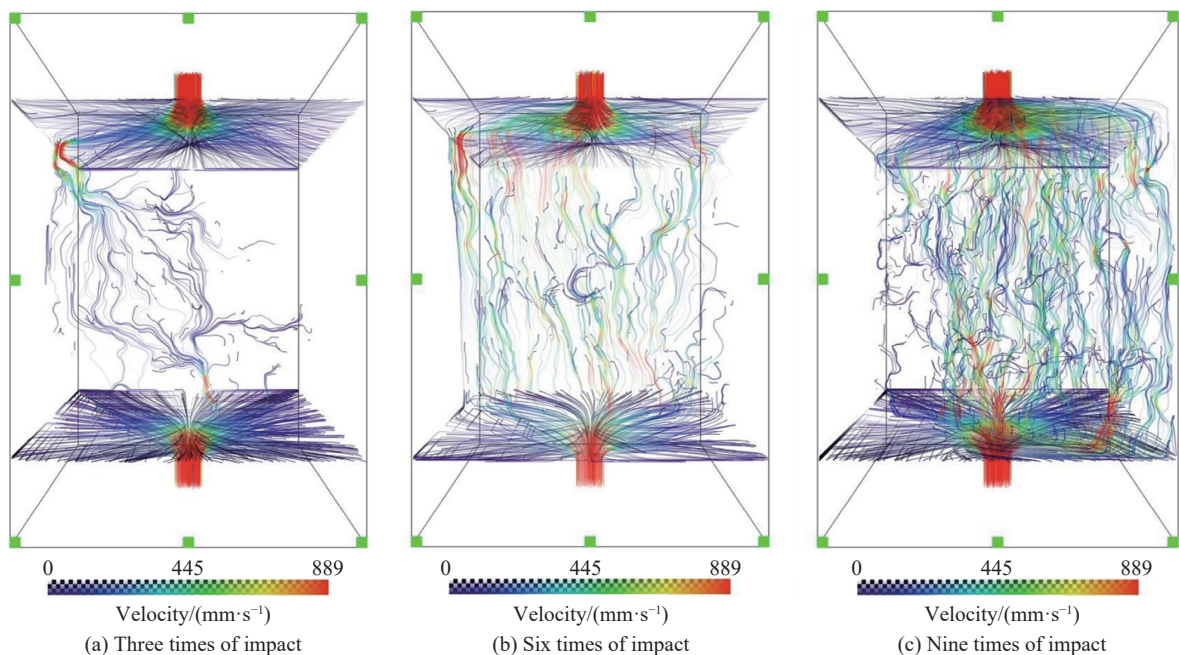 0 445 889
Velocity/(mm·s⁻¹)
(a) Three times of impact
0 445 889
Velocity/(mm·s⁻¹)
(b) Six times of impact
0 445 889
Velocity/(mm·s⁻¹)
(c) Nine times of impact